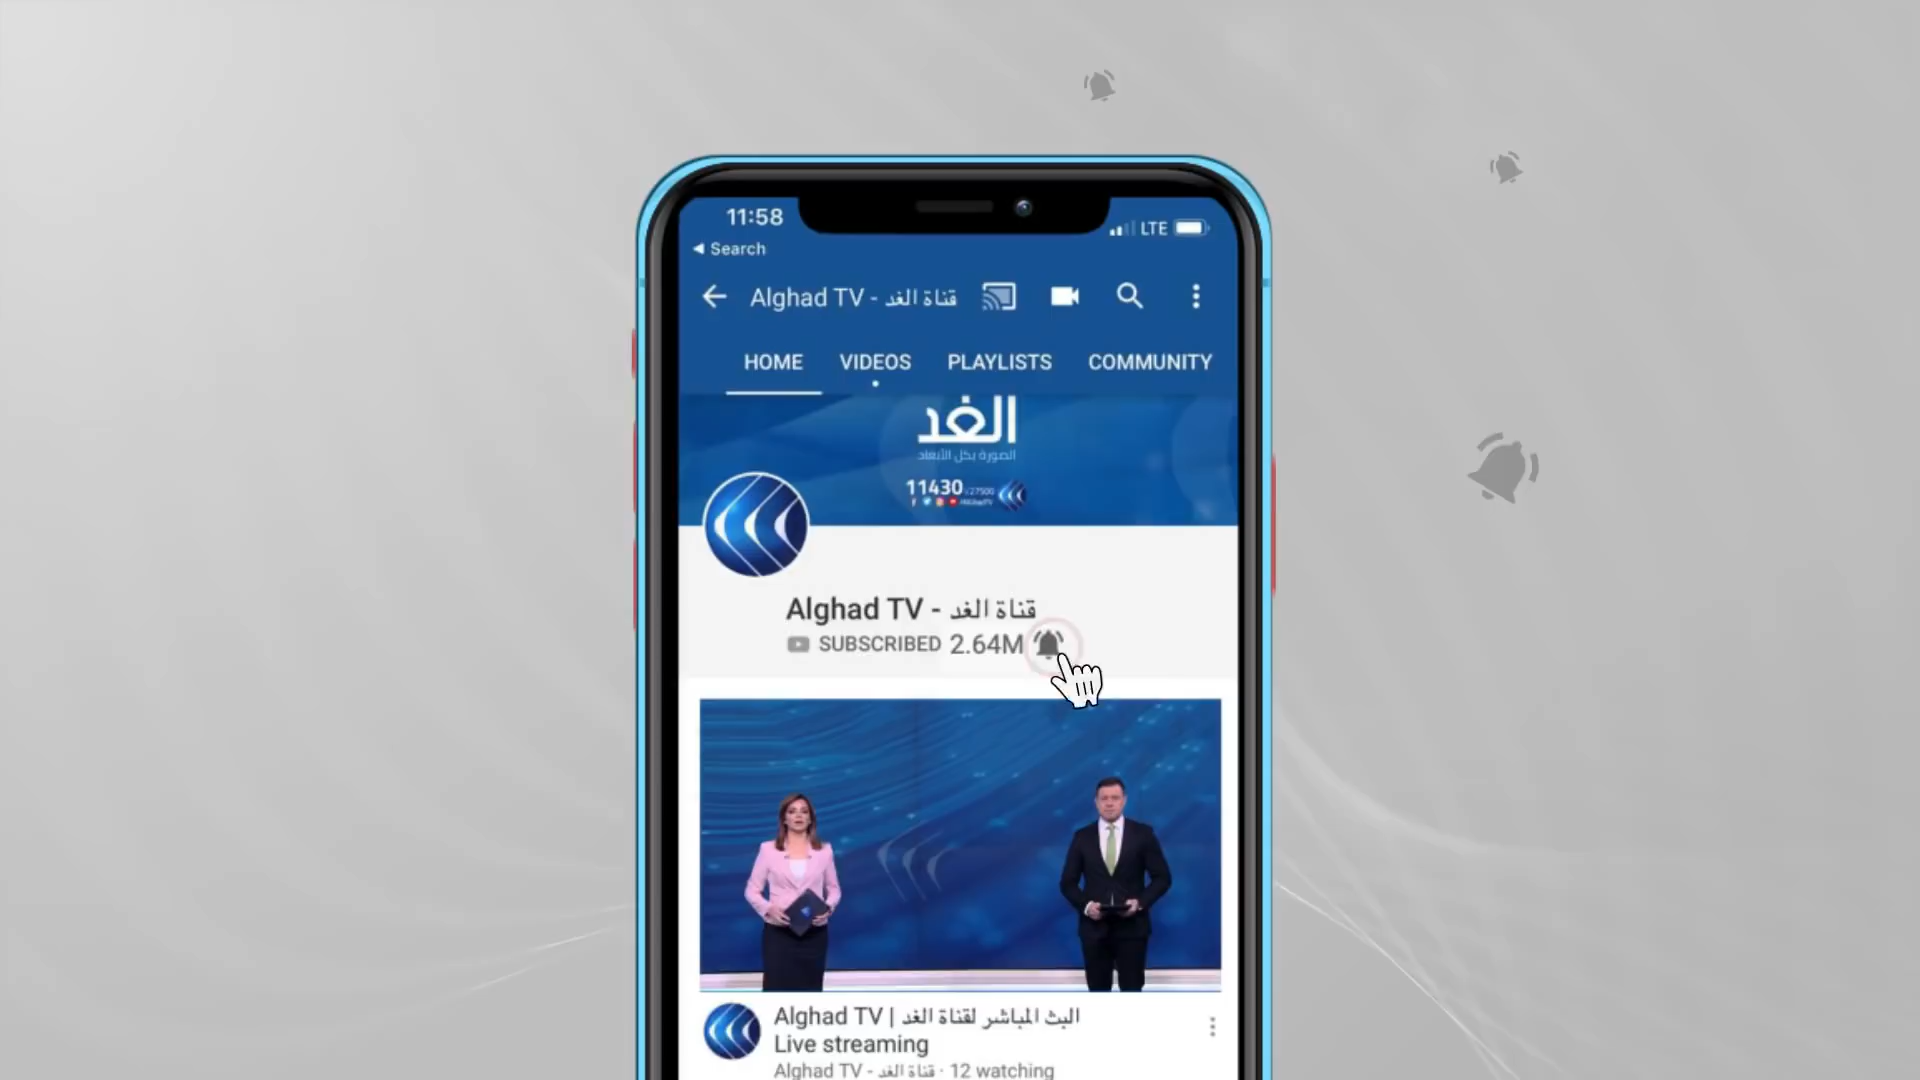 11:58
LTE
Search
Alghad TV - قناة الغد
HOME VIDEOS PLAYLISTS COMMUNITY
الغد
الصورة بكل الأبعاد
11430
27500
Alghad TV - قناة الغد
SUBSCRIBED 2.64M
Alghad TV | البث المباشر لقناة الغد
Live streaming
Alghad TV - قناة الغد · 12 watching